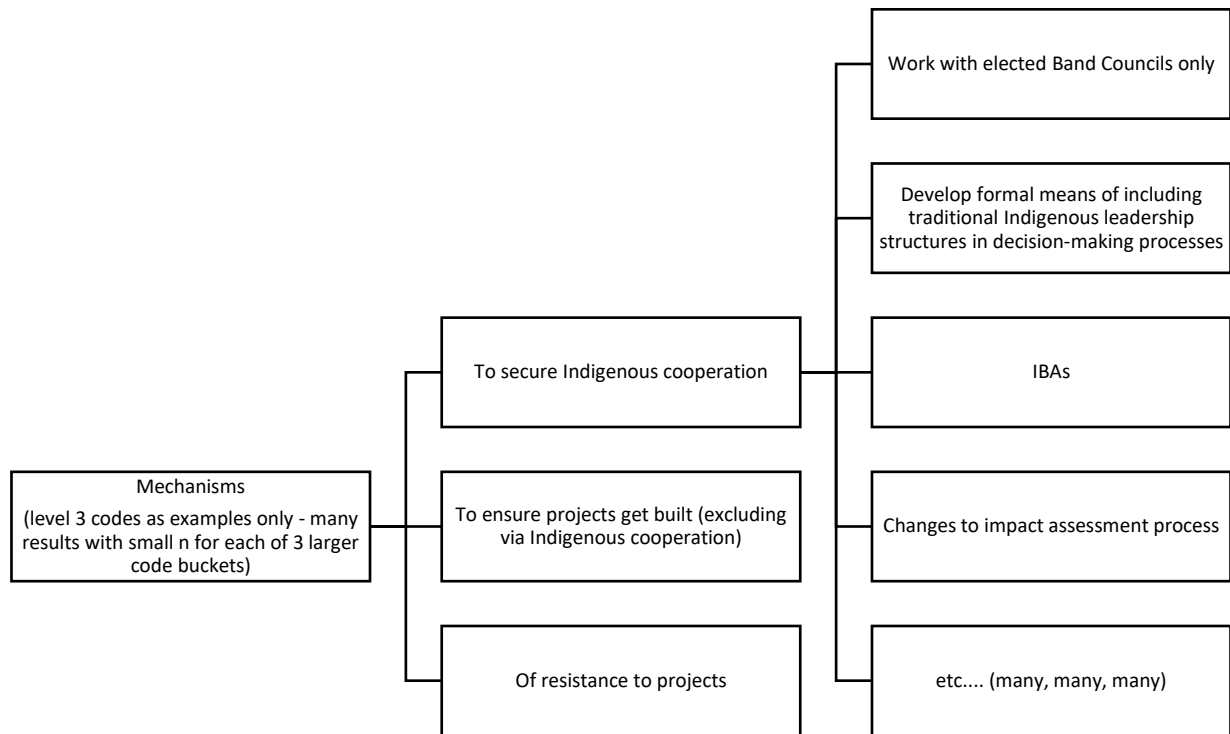 Mechanisms
(level 3 codes as examples only - many
results with small n for each of 3 larger
code buckets)
To secure Indigenous cooperation
To ensure projects get built (excluding
via Indigenous cooperation)
Of resistance to projects
Work with elected Band Councils only
Develop formal means of including
traditional Indigenous leadership
structures in decision-making processes
IBAs
Changes to impact assessment process
etc.... (many, many, many)